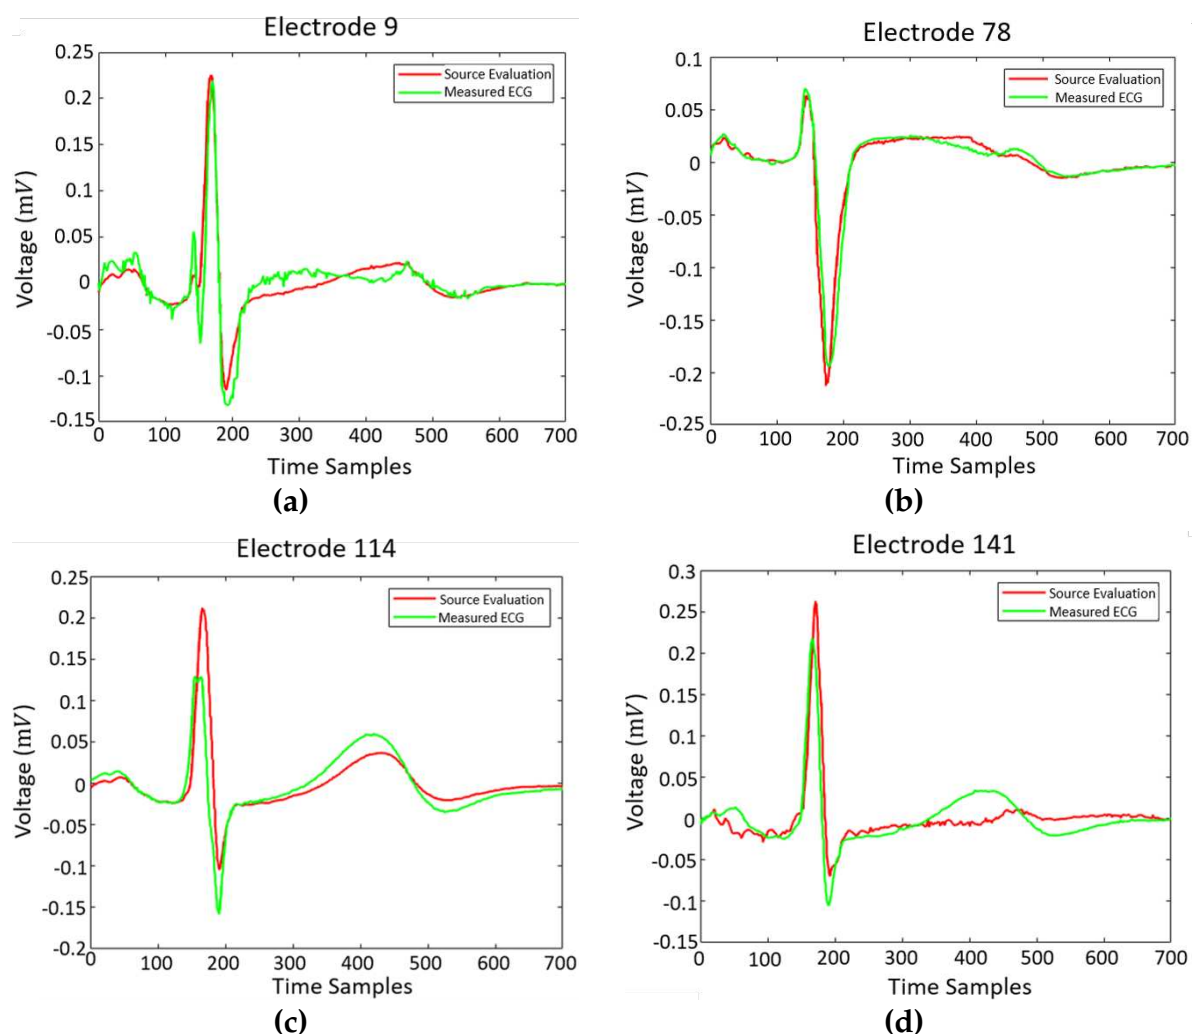 Electrode 9
0.25
0.2
0.15
0.1
0.05
0
-0.05
-0.1
-0.15
Voltage (mV)
Source Evaluation
Measured ECG
0 100 200 300 400 500 600 700
Time Samples
(a)
Electrode 78
0.1
0.05
0
-0.05
-0.1
-0.15
-0.2
-0.25
Voltage (mV)
Source Evaluation
Measured ECG
0 100 200 300 400 500 600 700
Time Samples
(b)
Electrode 114
0.25
0.2
0.15
0.1
0.05
0
-0.05
-0.1
-0.15
-0.2
Voltage (mV)
Source Evaluation
Measured ECG
0 100 200 300 400 500 600 700
Time Samples
(c)
Electrode 141
0.3
0.25
0.2
0.15
0.1
0.05
0
-0.05
-0.1
-0.15
Voltage (mV)
Source Evaluation
Measured ECG
0 100 200 300 400 500 600 700
Time Samples
(d)